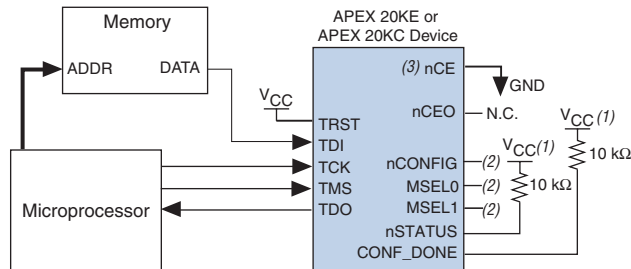 APEX 20KE or
APEX 20KC Device
Memory
ADDR DATA
(3) nCE
GND
VCC
nCEO N.C.
VCC(1)
TRST
TDI
TCK
TMS
TDO
nCONFIG (2)
VCC(1)
10 kΩ
MSEL0 (2)
MSEL1 (2)
10 kΩ
nSTATUS
CONF_DONE
Microprocessor